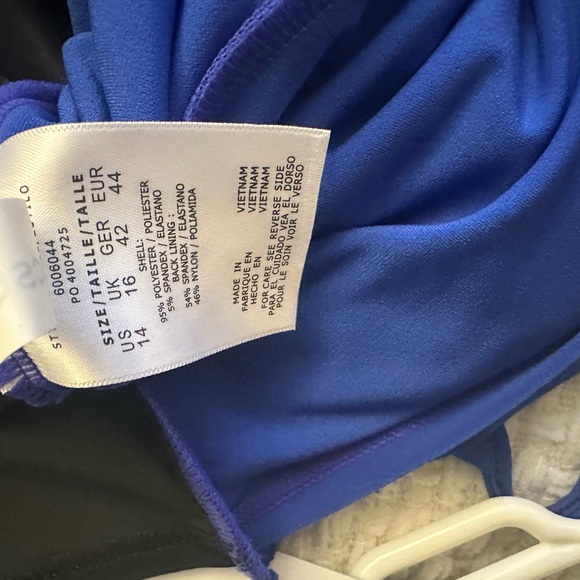 6006044
PO 4004725
SIZE/TAILLE/TALLE
US UK GER EUR
14 16 42 44
SHELL:
95% POLYESTER / POLIESTER
5% SPANDEX / ELASTANO
BACK LINING :
54% SPANDEX ELASTANO
46% NYLON / POLIAMIDA
MADE IN VIETNAM
FABRIQUE EN VIETNAM
HECHO EN VIETNAM
FOR CARE SEE REVERSE SIDE
PARA EL CUIDADO VEA EL DORSO
POUR LE SOIN VOIR LE VERSO